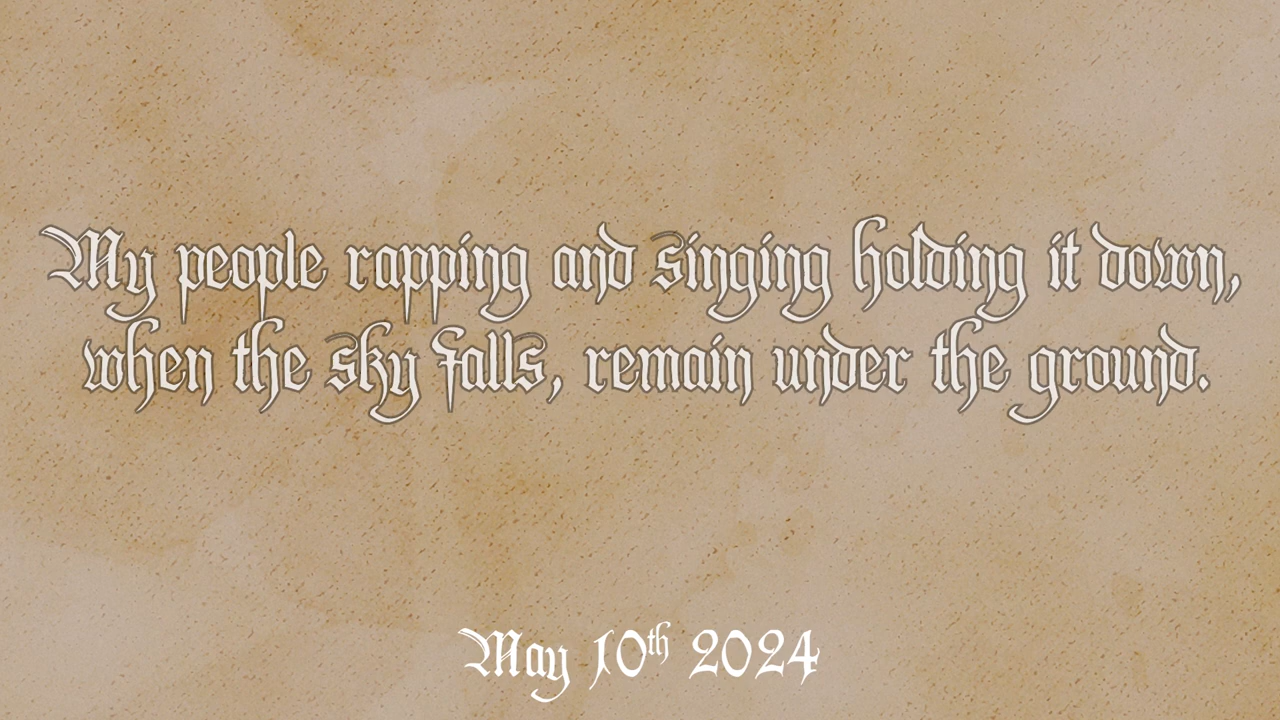 My people rapping and singing holding it down,
when the sky falls, remain under the ground.
May 10th 2024